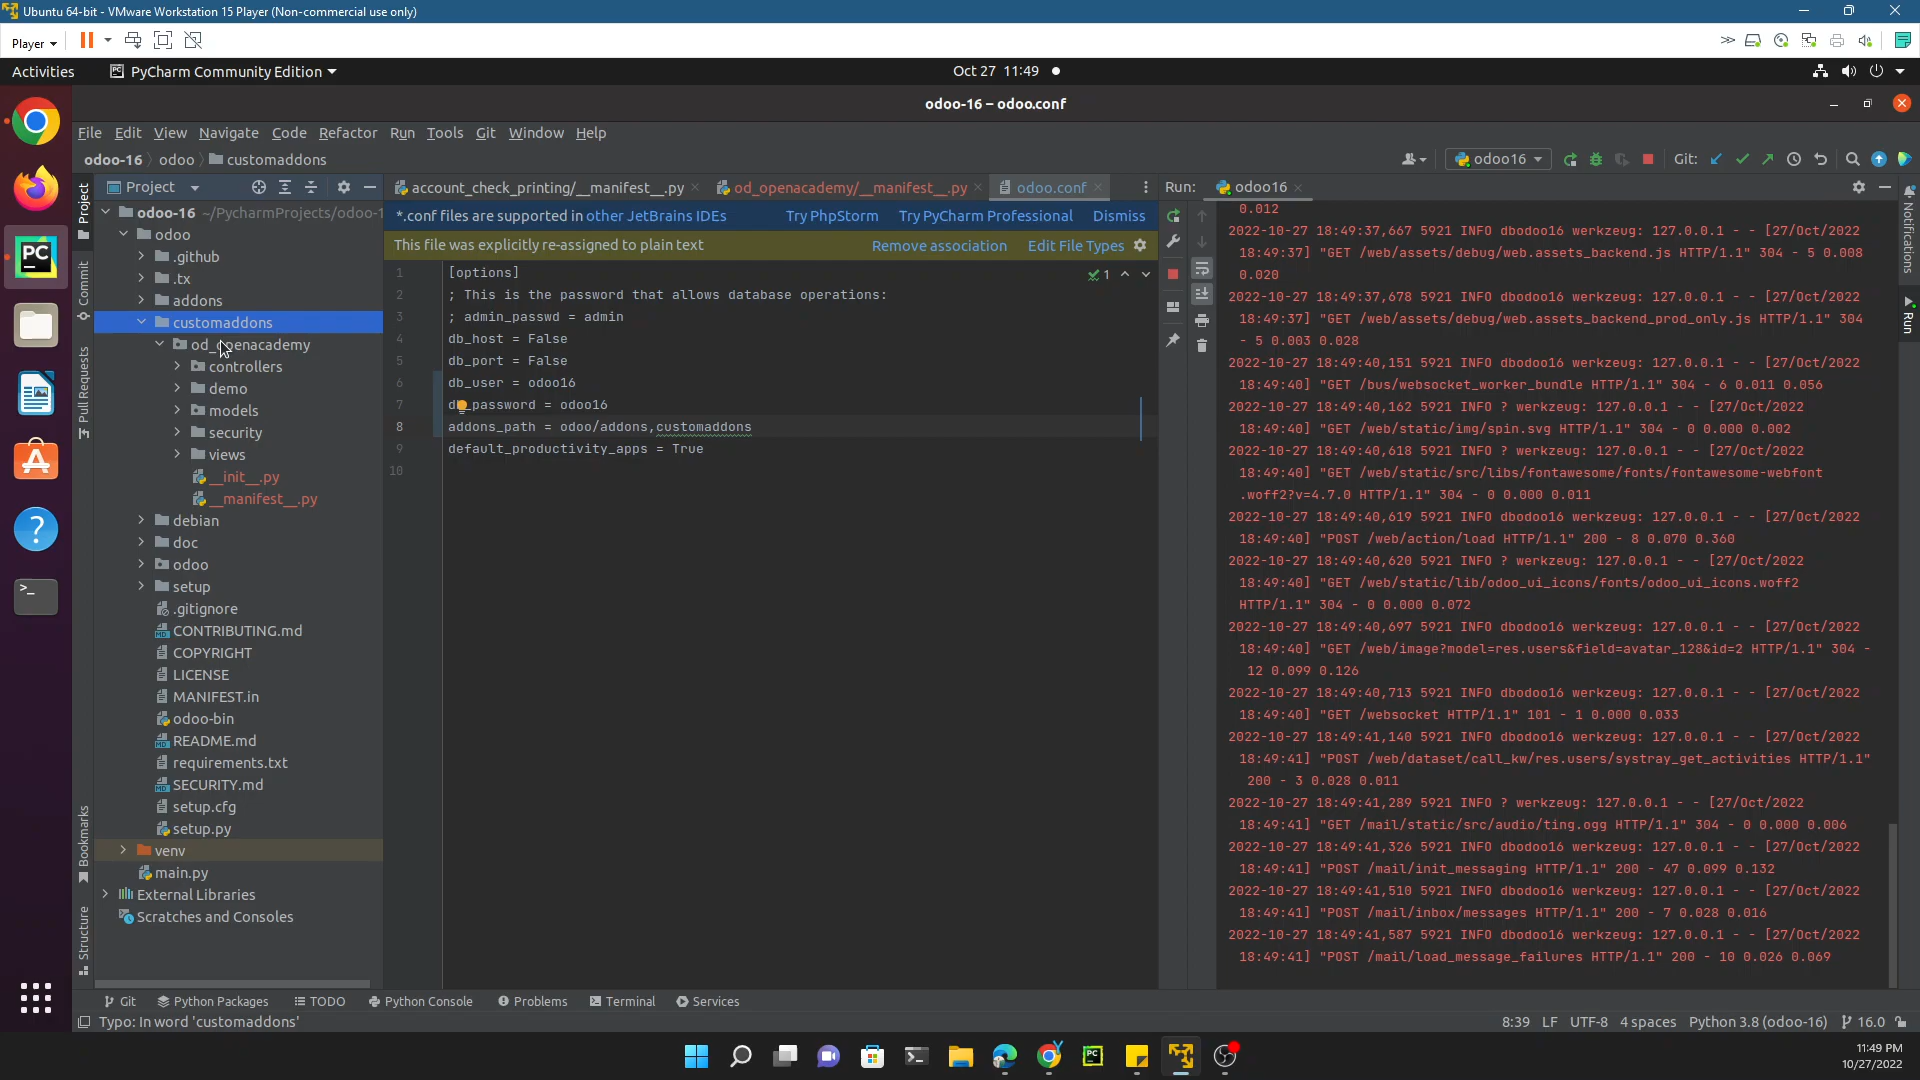 Ubuntu 64-bit - VMware Workstation 15 Player (Non-commercial use only)
Player
Activities
PyCharm Community Edition
Oct 27 11:49
odoo-16 – odoo.conf
File Edit View Navigate Code Refactor Run Tools Git Window Help
odoo-16 odoo customaddons
odoo16
Git:
Project
account_check_printing/__manifest__.py
od_openacademy/__manifest__.py
odoo.conf
Run:
odoo16
*.conf files are supported in other JetBrains IDEs
Try PhpStorm
Try PyCharm Professional
Dismiss
This file was explicitly re-assigned to plain text
Remove association
Edit File Types
Project
Commit
Pull Requests
Bookmarks
Structure
odoo-16 ~/PycharmProjects/odoo-1
odoo
.github
.tx
addons
customaddons
od_openacademy
controllers
demo
models
security
views
__init__.py
__manifest__.py
debian
doc
odoo
setup
.gitignore
CONTRIBUTING.md
COPYRIGHT
LICENSE
MANIFEST.in
odoo-bin
README.md
requirements.txt
SECURITY.md
setup.cfg
setup.py
venv
main.py
External Libraries
Scratches and Consoles
1 [options]
2 ; This is the password that allows database operations:
3 ; admin_passwd = admin
4 db_host = False
5 db_port = False
6 db_user = odoo16
7 db_password = odoo16
8 addons_path = odoo/addons,customaddons
9 default_productivity_apps = True
10
1
0.012
2022-10-27 18:49:37,667 5921 INFO dbodoo16 werkzeug: 127.0.0.1 - - [27/Oct/2022
18:49:37] "GET /web/assets/debug/web.assets_backend.js HTTP/1.1" 304 - 5 0.008
0.020
2022-10-27 18:49:37,678 5921 INFO dbodoo16 werkzeug: 127.0.0.1 - - [27/Oct/2022
18:49:37] "GET /web/assets/debug/web.assets_backend_prod_only.js HTTP/1.1" 304
- 5 0.003 0.028
2022-10-27 18:49:40,151 5921 INFO dbodoo16 werkzeug: 127.0.0.1 - - [27/Oct/2022
18:49:40] "GET /bus/websocket_worker_bundle HTTP/1.1" 304 - 6 0.011 0.056
2022-10-27 18:49:40,162 5921 INFO ? werkzeug: 127.0.0.1 - - [27/Oct/2022
18:49:40] "GET /web/static/img/spin.svg HTTP/1.1" 304 - 0 0.000 0.002
2022-10-27 18:49:40,618 5921 INFO ? werkzeug: 127.0.0.1 - - [27/Oct/2022
18:49:40] "GET /web/static/src/libs/fontawesome/fonts/fontawesome-webfont
.woff2?v=4.7.0 HTTP/1.1" 304 - 0 0.000 0.011
2022-10-27 18:49:40,619 5921 INFO dbodoo16 werkzeug: 127.0.0.1 - - [27/Oct/2022
18:49:40] "POST /web/action/load HTTP/1.1" 200 - 8 0.070 0.360
2022-10-27 18:49:40,620 5921 INFO ? werkzeug: 127.0.0.1 - - [27/Oct/2022
18:49:40] "GET /web/static/lib/odoo_ui_icons/fonts/odoo_ui_icons.woff2
HTTP/1.1" 304 - 0 0.000 0.072
2022-10-27 18:49:40,697 5921 INFO dbodoo16 werkzeug: 127.0.0.1 - - [27/Oct/2022
18:49:40] "GET /web/image?model=res.users&field=avatar_128&id=2 HTTP/1.1" 304 -
12 0.099 0.126
2022-10-27 18:49:40,713 5921 INFO dbodoo16 werkzeug: 127.0.0.1 - - [27/Oct/2022
18:49:40] "GET /websocket HTTP/1.1" 101 - 1 0.000 0.033
2022-10-27 18:49:41,140 5921 INFO dbodoo16 werkzeug: 127.0.0.1 - - [27/Oct/2022
18:49:41] "POST /web/dataset/call_kw/res.users/systray_get_activities HTTP/1.1"
200 - 3 0.028 0.011
2022-10-27 18:49:41,289 5921 INFO ? werkzeug: 127.0.0.1 - - [27/Oct/2022
18:49:41] "GET /mail/static/src/audio/ting.ogg HTTP/1.1" 304 - 0 0.000 0.006
2022-10-27 18:49:41,326 5921 INFO dbodoo16 werkzeug: 127.0.0.1 - - [27/Oct/2022
18:49:41] "POST /mail/init_messaging HTTP/1.1" 200 - 47 0.099 0.132
2022-10-27 18:49:41,510 5921 INFO dbodoo16 werkzeug: 127.0.0.1 - - [27/Oct/2022
18:49:41] "POST /mail/inbox/messages HTTP/1.1" 200 - 7 0.028 0.016
2022-10-27 18:49:41,587 5921 INFO dbodoo16 werkzeug: 127.0.0.1 - - [27/Oct/2022
18:49:41] "POST /mail/load_message_failures HTTP/1.1" 200 - 10 0.026 0.069
Notifications
Run
Git Python Packages TODO Python Console Problems Terminal Services
Typo: In word 'customaddons'
8:39 LF UTF-8 4 spaces Python 3.8 (odoo-16) 16.0
11:49 PM
10/27/2022